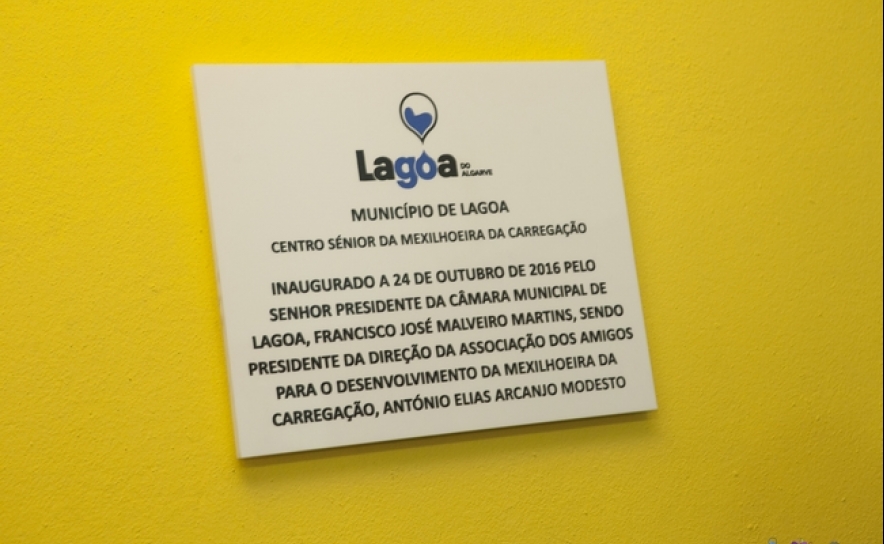 Lagoa DO ALGARVE
MUNICÍPIO DE LAGOA
CENTRO SÉNIOR DA MEXILHOEIRA DA CARREGAÇÃO
INAUGURADO A 24 DE OUTUBRO DE 2016 PELO
SENHOR PRESIDENTE DA CÂMARA MUNICIPAL DE
LAGOA, FRANCISCO JOSÉ MALVEIRO MARTINS, SENDO
PRESIDENTE DA DIREÇÃO DA ASSOCIAÇÃO DOS AMIGOS
PARA O DESENVOLVIMENTO DA MEXILHOEIRA DA
CARREGAÇÃO, ANTÓNIO ELIAS ARCANJO MODESTO